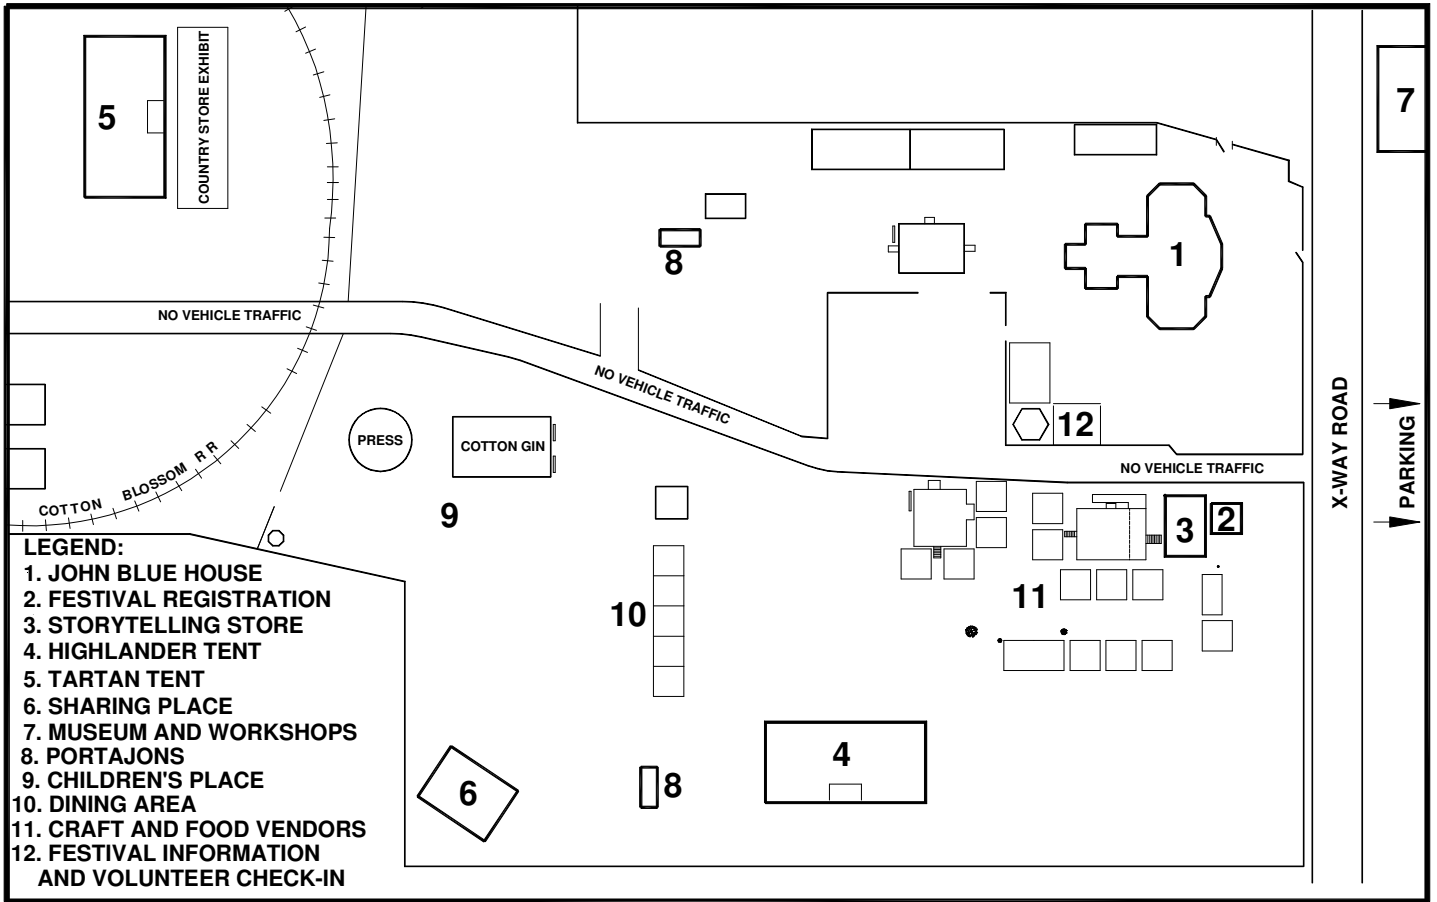 5
COUNTRY STORE EXHIBIT
7
8
1
NO VEHICLE TRAFFIC
NO VEHICLE TRAFFIC
12
X-WAY ROAD
PARKING
PRESS
COTTON GIN
NO VEHICLE TRAFFIC
COTTON BLOSSOM R R
9
3
2
10
11
4
6
8
LEGEND:
1. JOHN BLUE HOUSE
2. FESTIVAL REGISTRATION
3. STORYTELLING STORE
4. HIGHLANDER TENT
5. TARTAN TENT
6. SHARING PLACE
7. MUSEUM AND WORKSHOPS
8. PORTAJONS
9. CHILDREN'S PLACE
10. DINING AREA
11. CRAFT AND FOOD VENDORS
12. FESTIVAL INFORMATION
AND VOLUNTEER CHECK-IN